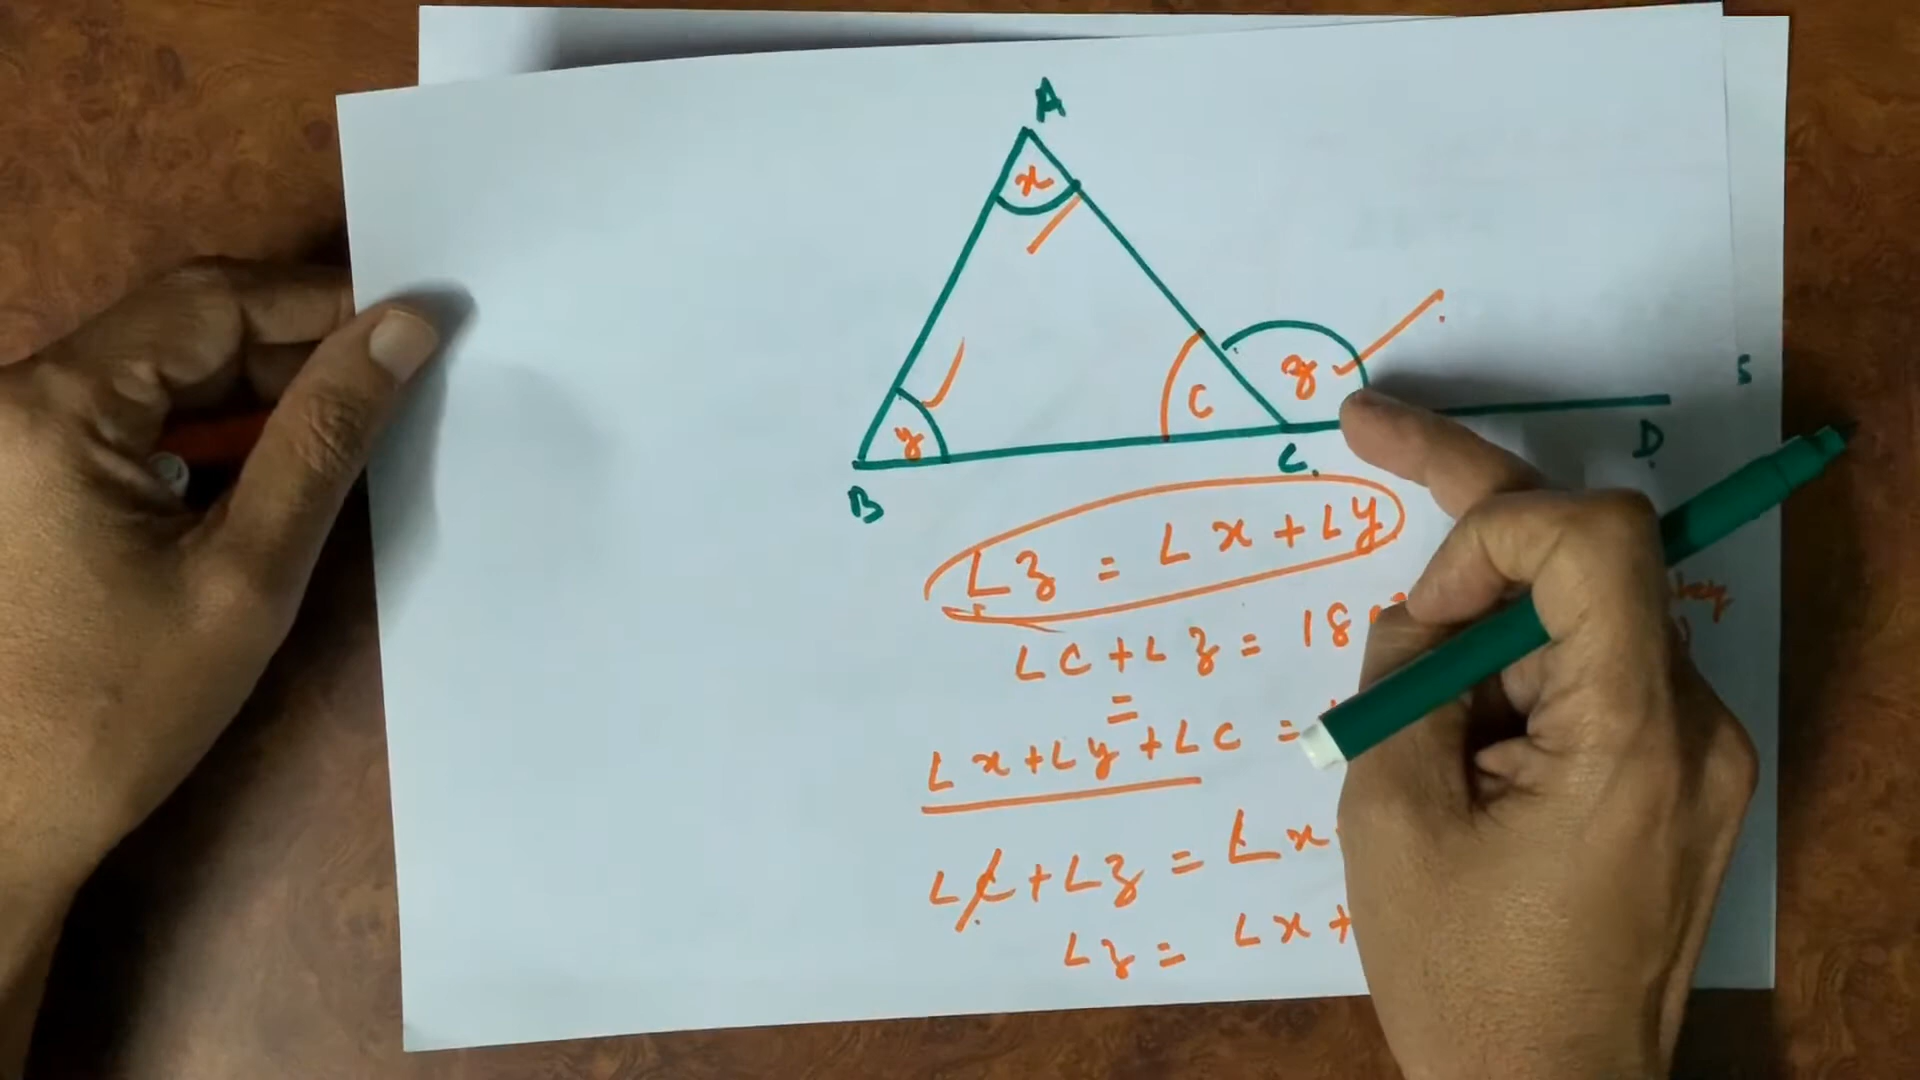 A
x
S
z
C
y
D
C
B
∠z = ∠x + ∠y
∠C + ∠z = 18
=
∠x + ∠y + ∠C =
∠C + ∠z = ∠x
∠z = ∠x +